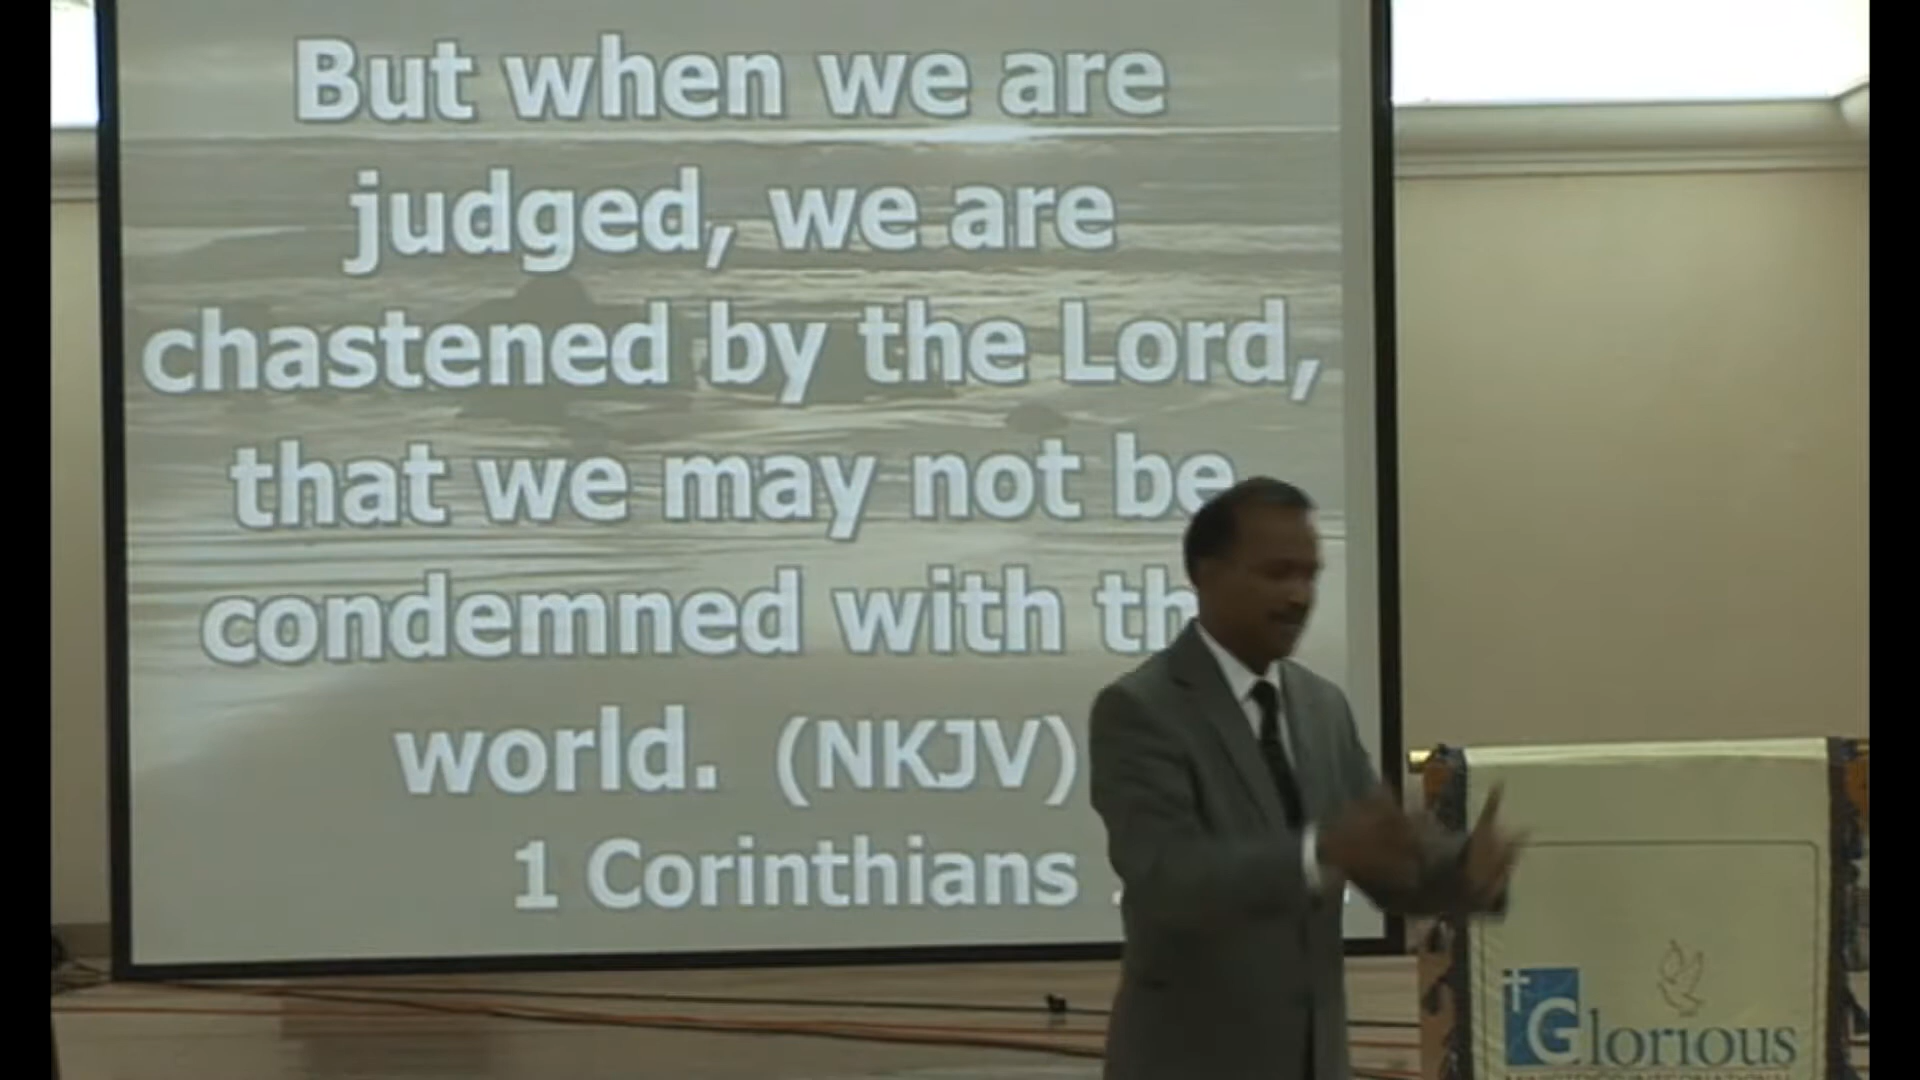 But when we are
judged, we are
chastened by the Lord,
that we may not be
condemned with
world. (NKJV)
1 Corinthians
Glorious